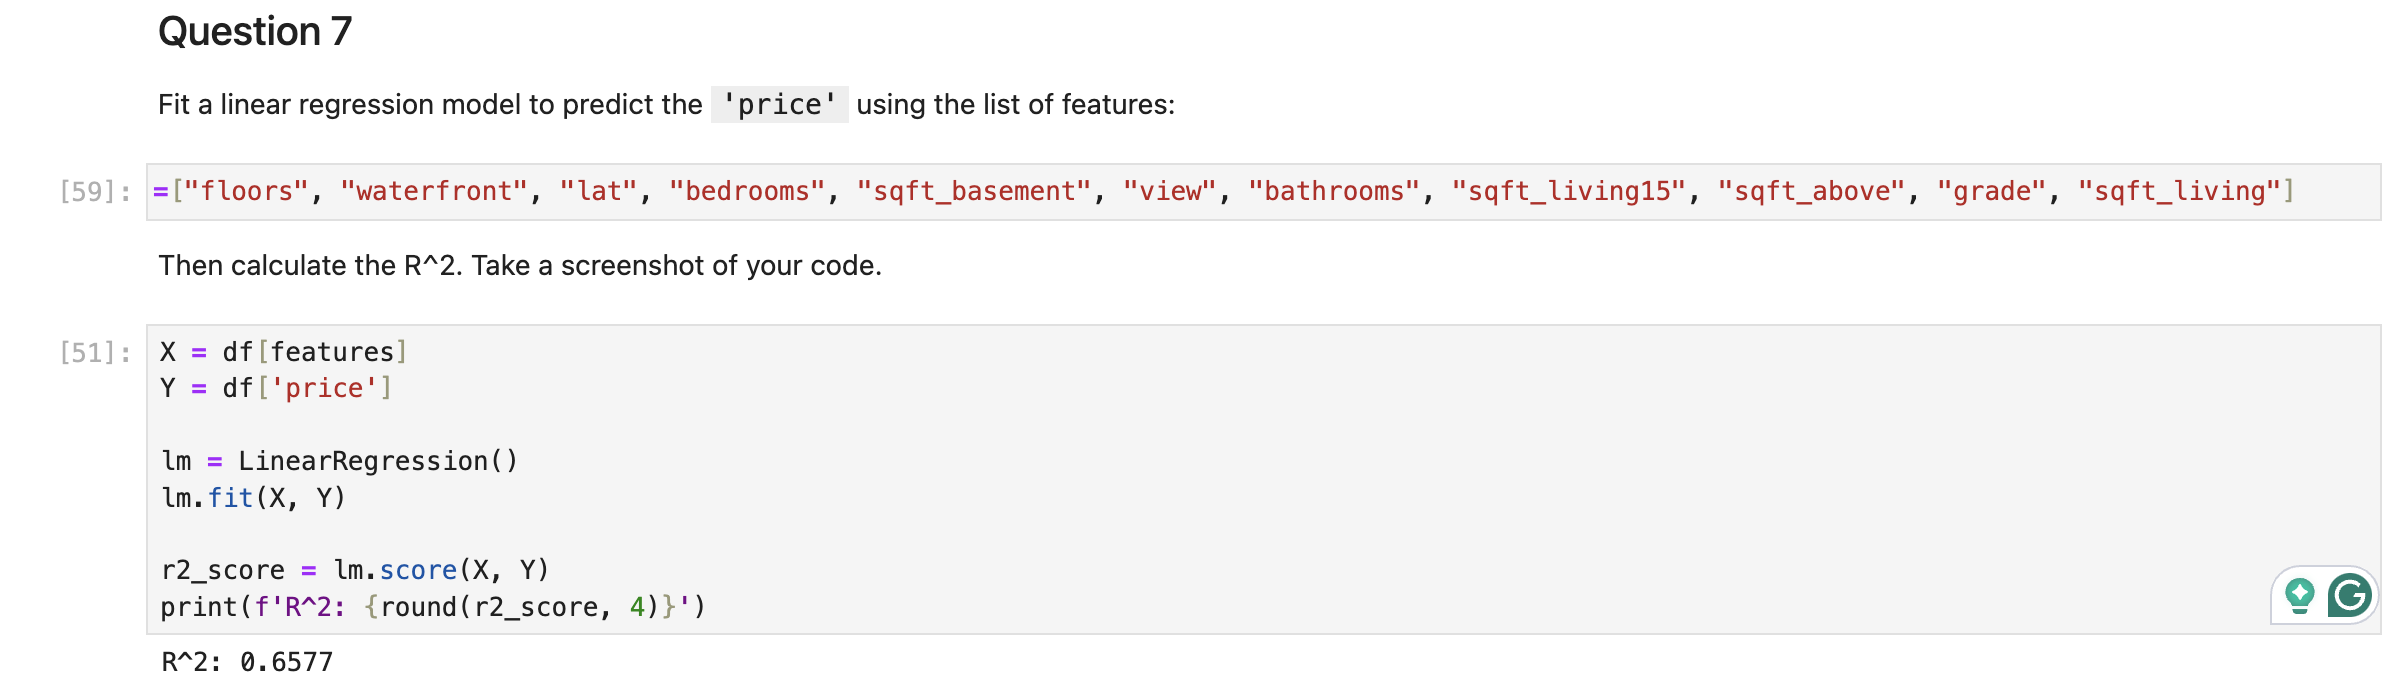 Question 7
Fit a linear regression model to predict the 'price' using the list of features:
[59]: =["floors", "waterfront", "lat", "bedrooms", "sqft_basement", "view", "bathrooms", "sqft_living15", "sqft_above", "grade", "sqft_living"]
Then calculate the R^2. Take a screenshot of your code.
[51]: X = df[features]
Y = df['price']
lm = LinearRegression()
lm.fit(X, Y)
r2_score = lm.score(X, Y)
print(f'R^2: {round(r2_score, 4)}')
R^2: 0.6577